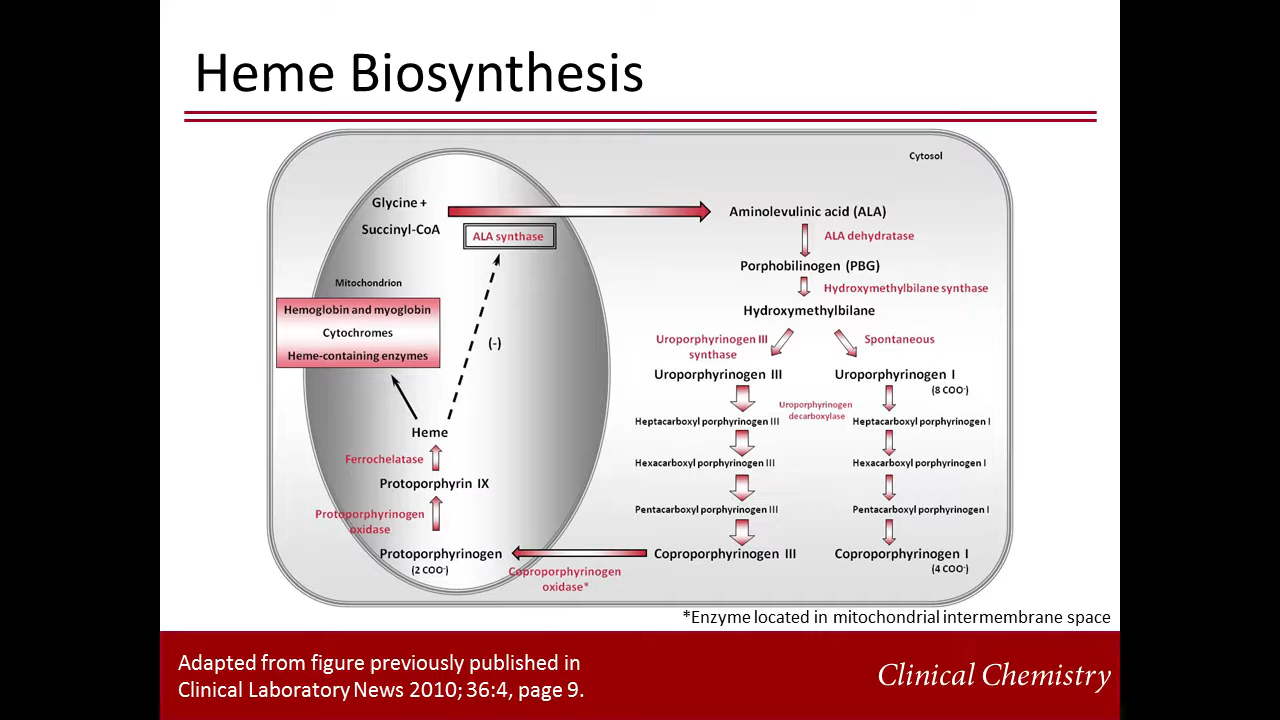 Heme Biosynthesis
Cytosol
Glycine +
Succinyl-CoA
ALA synthase
Mitochondrion
Hemoglobin and myoglobin
Cytochromes
Heme-containing enzymes
(-)
Heme
Ferrochelatase
Protoporphyrin IX
Protoporphyrinogen
oxidase
Protoporphyrinogen
(2 COO-)
Coproporphyrinogen
oxidase*
Aminolevulinic acid (ALA)
ALA dehydratase
Porphobilinogen (PBG)
Hydroxymethylbilane synthase
Hydroxymethylbilane
Uroporphyrinogen III
synthase
Spontaneous
Uroporphyrinogen III
Uroporphyrinogen I
(8 COO-)
Uroporphyrinogen
decarboxylase
Heptacarboxyl porphyrinogen III
Heptacarboxyl porphyrinogen I
Hexacarboxyl porphyrinogen III
Hexacarboxyl porphyrinogen I
Pentacarboxyl porphyrinogen III
Pentacarboxyl porphyrinogen I
Coproporphyrinogen III
Coproporphyrinogen I
(4 COO-)
*Enzyme located in mitochondrial intermembrane space
Adapted from figure previously published in
Clinical Laboratory News 2010; 36:4, page 9.
Clinical Chemistry